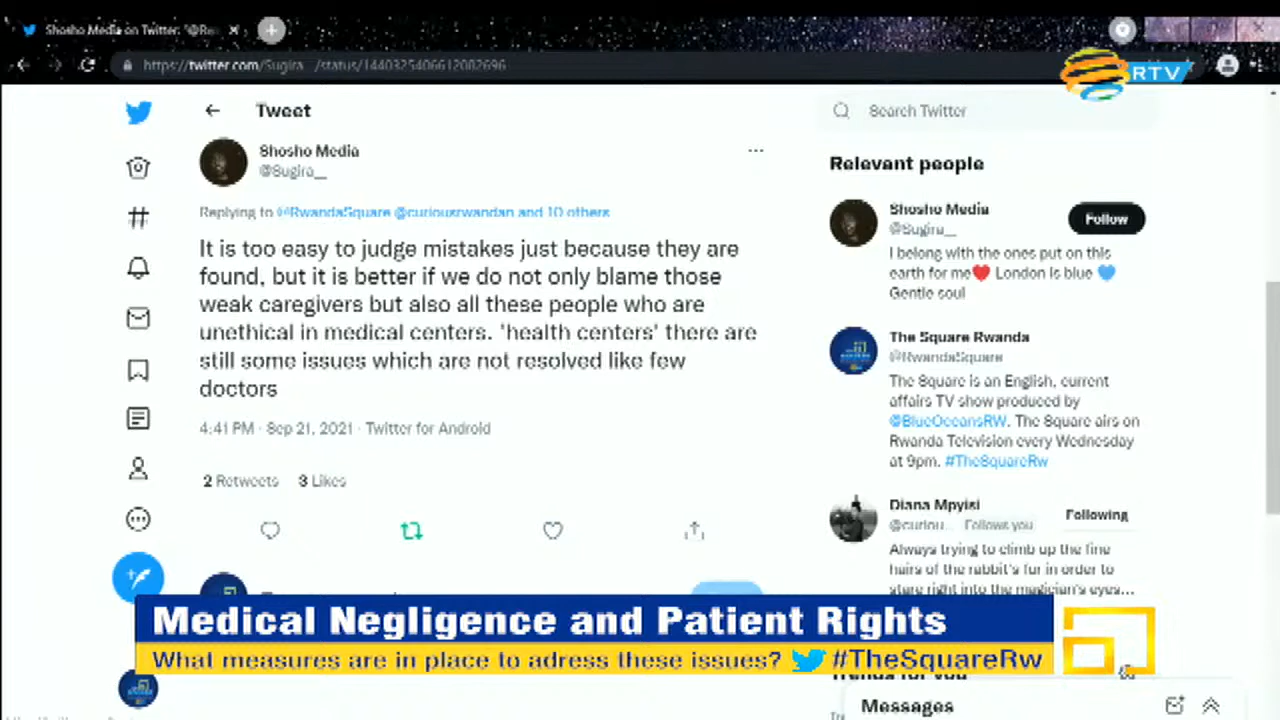 Shosho Media on Twitter: "@Ru
https://twitter.com/Sugira__/status/1440325406612082696
RTV
Tweet
Search Twitter
Shosho Media
@Sugira__
Replying to @RwandaSquare @curiousrwandan and 10 others
It is too easy to judge mistakes just because they are
found, but it is better if we do not only blame those
weak caregivers but also all these people who are
unethical in medical centers. 'health centers' there are
still some issues which are not resolved like few
doctors
4:41 PM · Sep 21, 2021 · Twitter for Android
2 Retweets 3 Likes
Relevant people
Shosho Media
@Sugira__
Follow
I belong with the ones put on this
earth for me❤️ London is blue 💙
Gentle soul
The Square Rwanda
@RwandaSquare
The Square is an English, current
affairs TV show produced by
@BlueOceansRW. The Square airs on
Rwanda Television every Wednesday
at 9pm. #TheSquareRw
Diana Mpyisi
@curiou... Follows you
Following
Always trying to climb up the fine
hairs of the rabbit's fur in order to
stare right into the magician's eyes...
Medical Negligence and Patient Rights
What measures are in place to adress these issues? #TheSquareRw
Trends for you
Messages